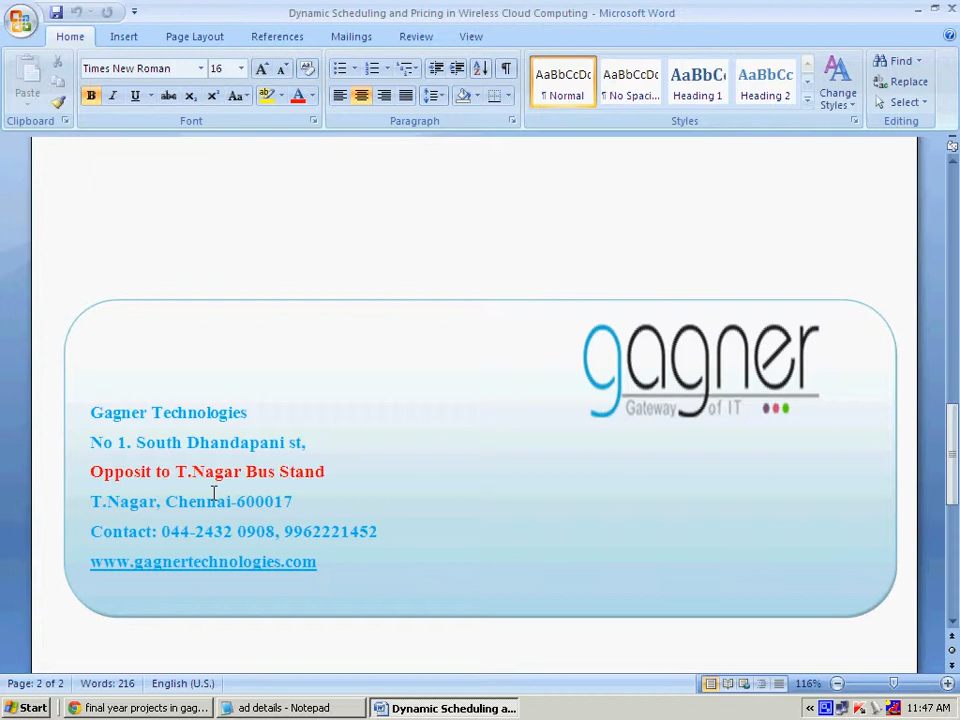 Dynamic Scheduling and Pricing in Wireless Cloud Computing - Microsoft Word
Home Insert Page Layout References Mailings Review View
Paste
Times New Roman 16
AaBbCcDc AaBbCcDc AaBbC AaBbCc
¶ Normal ¶ No Spaci... Heading 1 Heading 2
Change Styles
Find
Replace
Select
B I U abc X₂ X² Aa A
Clipboard Font Paragraph Styles Editing
gagner
Gateway of IT
Gagner Technologies
No 1. South Dhandapani st,
Opposit to T.Nagar Bus Stand
T.Nagar, Chennai-600017
Contact: 044-2432 0908, 9962221452
www.gagnertechnologies.com
Page: 2 of 2 Words: 216 English (U.S.) 116%
Start final year projects in gag... ad details - Notepad Dynamic Scheduling a... 11:47 AM